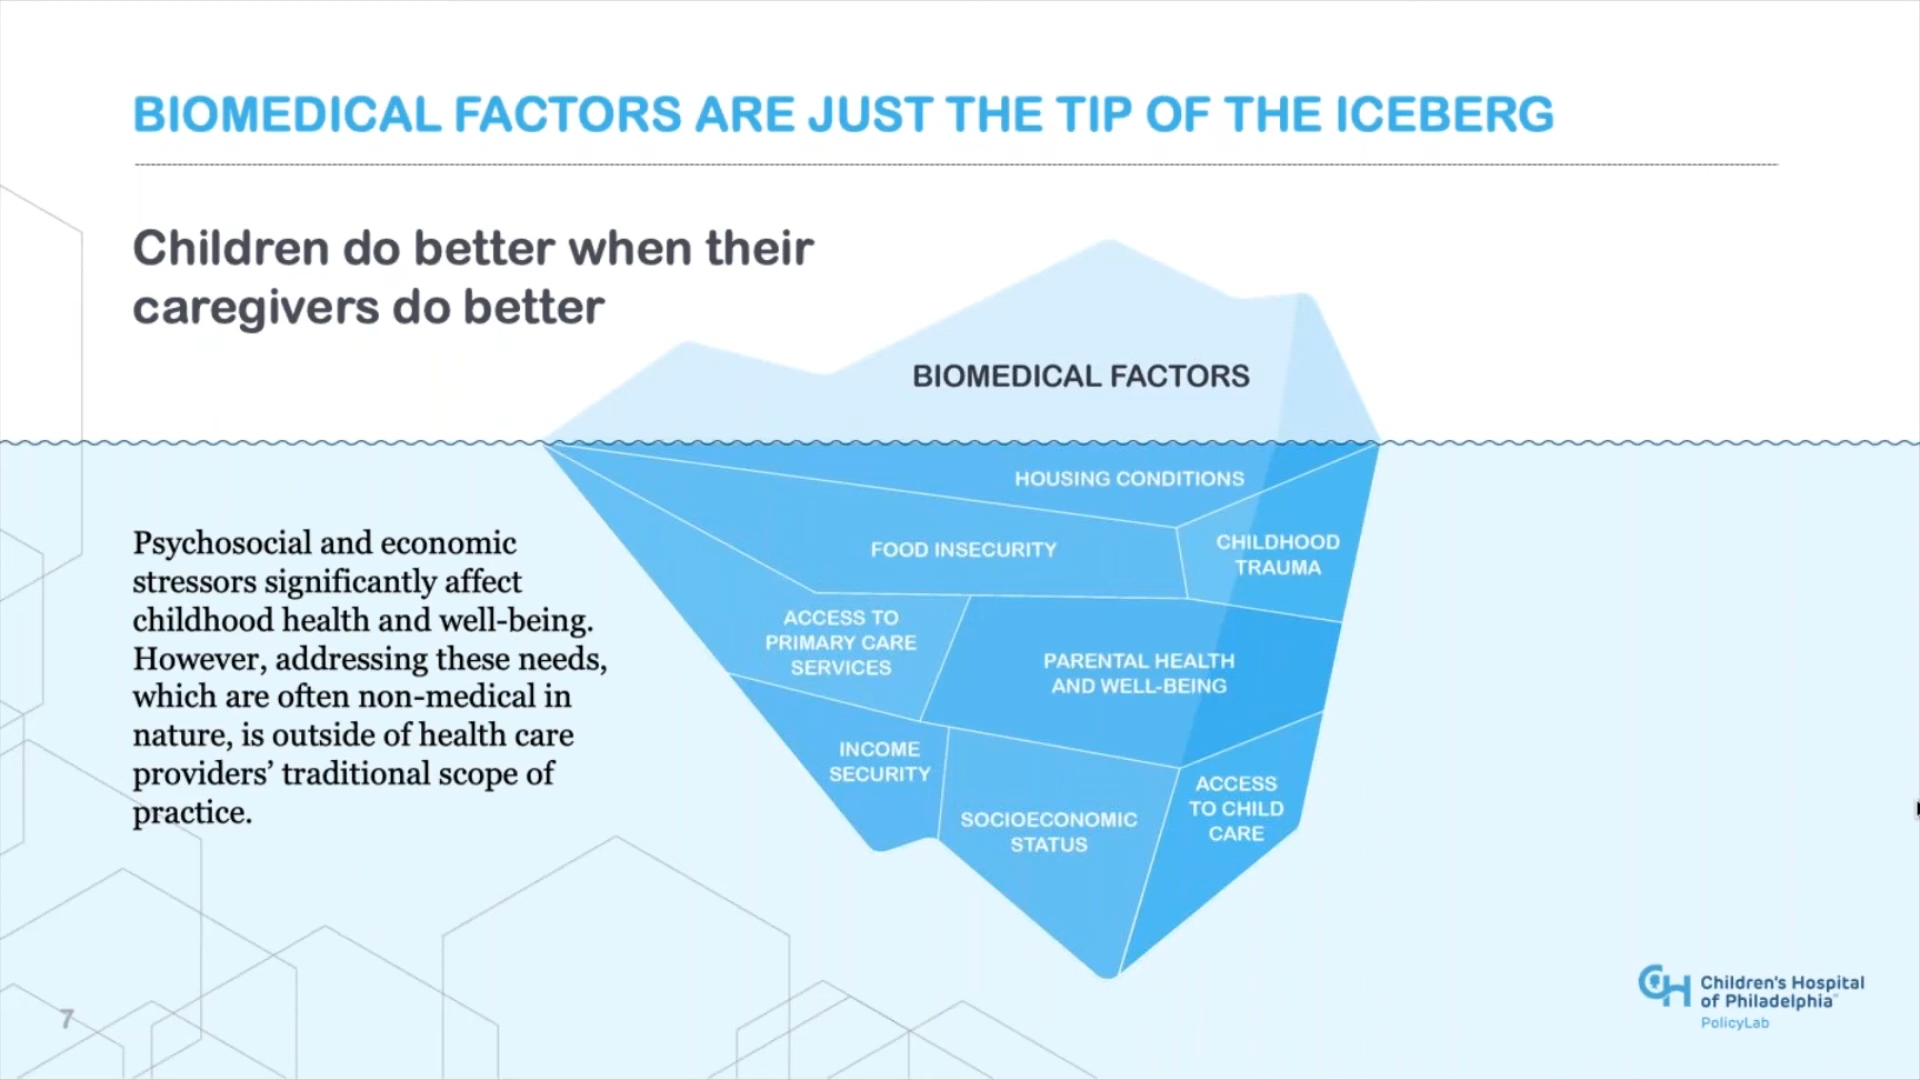 BIOMEDICAL FACTORS ARE JUST THE TIP OF THE ICEBERG
Children do better when their
caregivers do better
BIOMEDICAL FACTORS
HOUSING CONDITIONS
FOOD INSECURITY
CHILDHOOD
TRAUMA
ACCESS TO
PRIMARY CARE
SERVICES
PARENTAL HEALTH
AND WELL-BEING
INCOME
SECURITY
SOCIOECONOMIC
STATUS
ACCESS
TO CHILD
CARE
Psychosocial and economic
stressors significantly affect
childhood health and well-being.
However, addressing these needs,
which are often non-medical in
nature, is outside of health care
providers’ traditional scope of
practice.
7
CH Children's Hospital
of Philadelphia™
PolicyLab